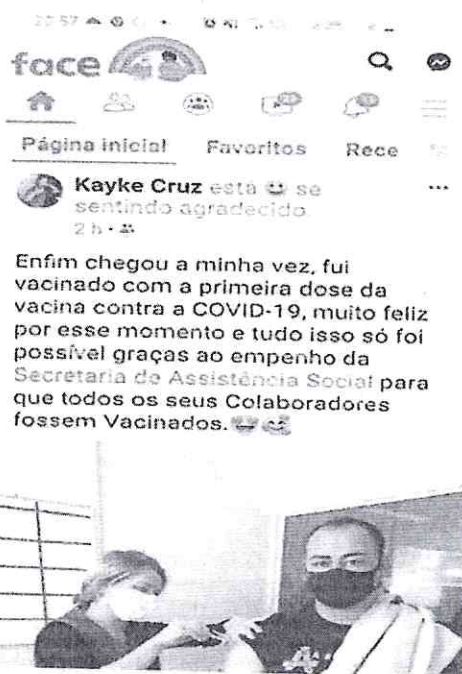 20:57
face
Página inicial Favoritos Rece
Kayke Cruz está se
sentindo agradecido.
2 h
Enfim chegou a minha vez, fui
vacinado com a primeira dose da
vacina contra a COVID-19, muito feliz
por esse momento e tudo isso só foi
possível graças ao empenho da
Secretaria de Assistência Social para
que todos os seus Colaboradores
fossem Vacinados.